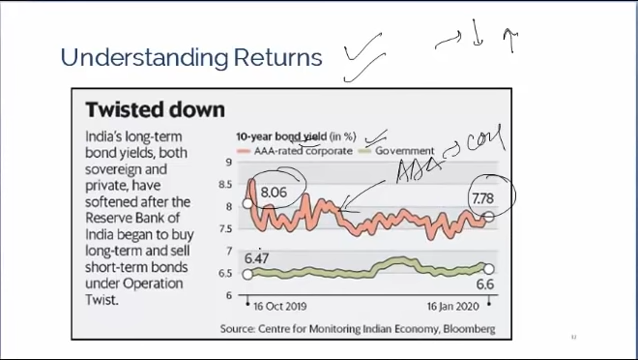 Understanding Returns
Twisted down
India's long-term
bond yields, both
sovereign and
private, have
softened after the
Reserve Bank of
India began to buy
long-term and sell
short-term bonds
under Operation
Twist.
10-year bond yield (in %)
AAA-rated corporate Government
9
8.5
8
7.5
7
6.5
6
8.06
7.78
6.47
6.6
16 Oct 2019 16 Jan 2020
AAA
Source: Centre for Monitoring Indian Economy, Bloomberg